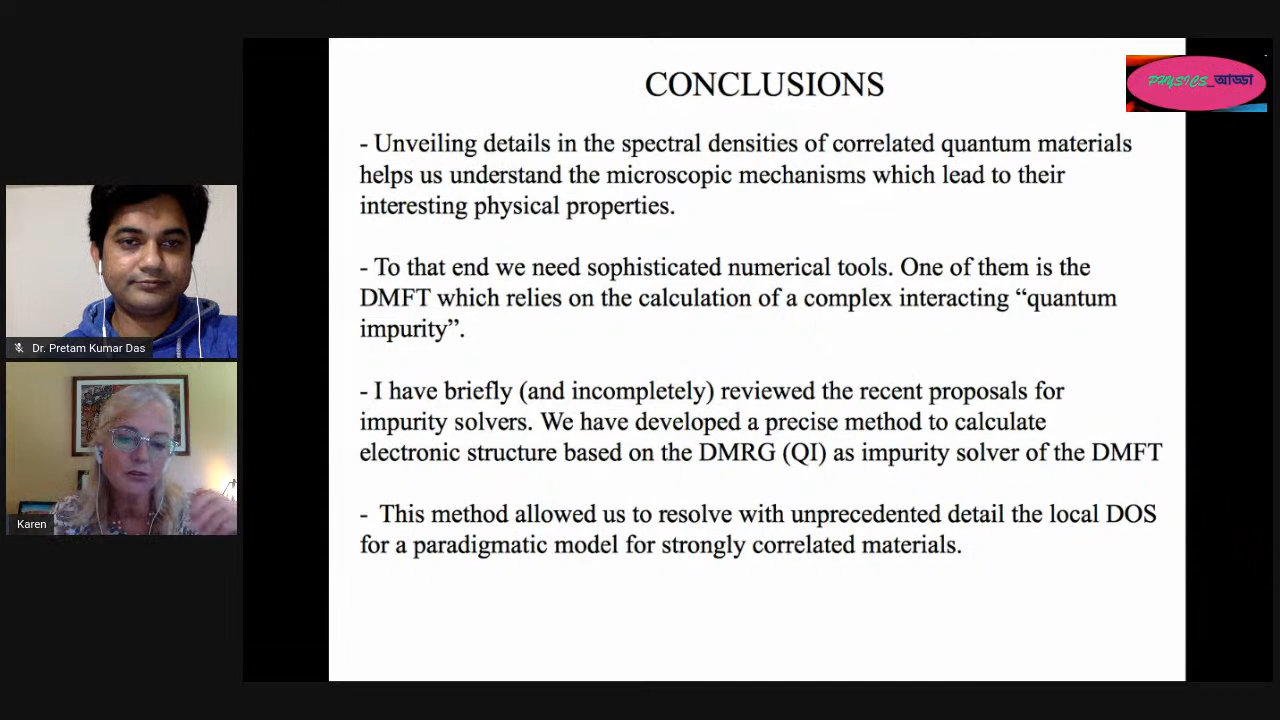 CONCLUSIONS
PHYSICS_আড্ডা
- Unveiling details in the spectral densities of correlated quantum materials
helps us understand the microscopic mechanisms which lead to their
interesting physical properties.
- To that end we need sophisticated numerical tools. One of them is the
DMFT which relies on the calculation of a complex interacting “quantum
impurity”.
- I have briefly (and incompletely) reviewed the recent proposals for
impurity solvers. We have developed a precise method to calculate
electronic structure based on the DMRG (QI) as impurity solver of the DMFT
- This method allowed us to resolve with unprecedented detail the local DOS
for a paradigmatic model for strongly correlated materials.
Dr. Pretam Kumar Das
Karen